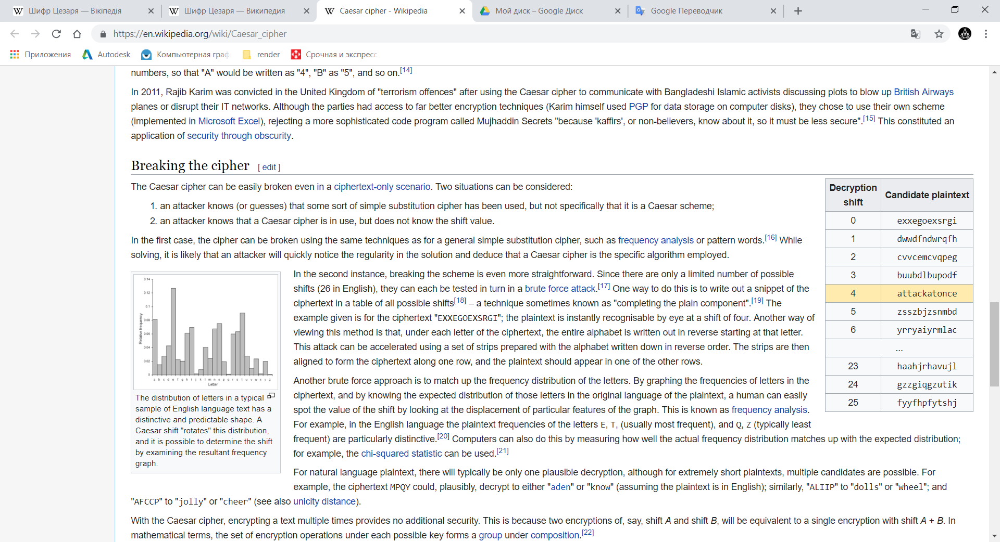 Шифр Цезаря — Вікіпедія
Шифр Цезаря — Википедия
Caesar cipher - Wikipedia
Мой диск – Google Диск
Google Переводчик
https://en.wikipedia.org/wiki/Caesar_cipher
Приложения
Autodesk
Компьютерная граф
render
Срочная и экспресс
numbers, so that "A" would be written as "4", "B" as "5", and so on.[14]
In 2011, Rajib Karim was convicted in the United Kingdom of "terrorism offences" after using the Caesar cipher to communicate with Bangladeshi Islamic activists discussing plots to blow up British Airways
planes or disrupt their IT networks. Although the parties had access to far better encryption techniques (Karim himself used PGP for data storage on computer disks), they chose to use their own scheme
(implemented in Microsoft Excel), rejecting a more sophisticated code program called Mujhaddin Secrets "because 'kaffirs', or non-believers, know about it, so it must be less secure".[15] This constituted an
application of security through obscurity.
Breaking the cipher [ edit ]
The Caesar cipher can be easily broken even in a ciphertext-only scenario. Two situations can be considered:
1. an attacker knows (or guesses) that some sort of simple substitution cipher has been used, but not specifically that it is a Caesar scheme;
2. an attacker knows that a Caesar cipher is in use, but does not know the shift value.
In the first case, the cipher can be broken using the same techniques as for a general simple substitution cipher, such as frequency analysis or pattern words.[16] While
solving, it is likely that an attacker will quickly notice the regularity in the solution and deduce that a Caesar cipher is the specific algorithm employed.
Decryption
shift
Candidate plaintext
0 exxegoexsrgi
1 dwwdfndwrqfh
2 cvvcemcvqpeg
3 buubdlbupodf
4 attackatonce
5 zsszbjzsnmbd
6 yrryaiyrmlac
...
23 haahjrhavujl
24 gzzgiqgzutik
25 fyyfhpfytshj
0.14
0.12
0.1
0.08
0.06
0.04
0.02
0
Relative frequency
a b c d e f g h i j k l m n o p q r s t u v w x y z
Letter
The distribution of letters in a typical
sample of English language text has a
distinctive and predictable shape. A
Caesar shift "rotates" this distribution,
and it is possible to determine the shift
by examining the resultant frequency
graph.
In the second instance, breaking the scheme is even more straightforward. Since there are only a limited number of possible
shifts (26 in English), they can each be tested in turn in a brute force attack.[17] One way to do this is to write out a snippet of the
ciphertext in a table of all possible shifts[18] – a technique sometimes known as "completing the plain component".[19] The
example given is for the ciphertext "EXXEGOEXSRGI"; the plaintext is instantly recognisable by eye at a shift of four. Another way of
viewing this method is that, under each letter of the ciphertext, the entire alphabet is written out in reverse starting at that letter.
This attack can be accelerated using a set of strips prepared with the alphabet written down in reverse order. The strips are then
aligned to form the ciphertext along one row, and the plaintext should appear in one of the other rows.
Another brute force approach is to match up the frequency distribution of the letters. By graphing the frequencies of letters in the
ciphertext, and by knowing the expected distribution of those letters in the original language of the plaintext, a human can easily
spot the value of the shift by looking at the displacement of particular features of the graph. This is known as frequency analysis.
For example, in the English language the plaintext frequencies of the letters E, T, (usually most frequent), and Q, Z (typically least
frequent) are particularly distinctive.[20] Computers can also do this by measuring how well the actual frequency distribution matches up with the expected distribution;
for example, the chi-squared statistic can be used.[21]
For natural language plaintext, there will typically be only one plausible decryption, although for extremely short plaintexts, multiple candidates are possible. For
example, the ciphertext MPQY could, plausibly, decrypt to either "aden" or "know" (assuming the plaintext is in English); similarly, "ALIIP" to "dolls" or "wheel"; and
"AFCCP" to "jolly" or "cheer" (see also unicity distance).
With the Caesar cipher, encrypting a text multiple times provides no additional security. This is because two encryptions of, say, shift A and shift B, will be equivalent to a single encryption with shift A + B. In
mathematical terms, the set of encryption operations under each possible key forms a group under composition.[22]